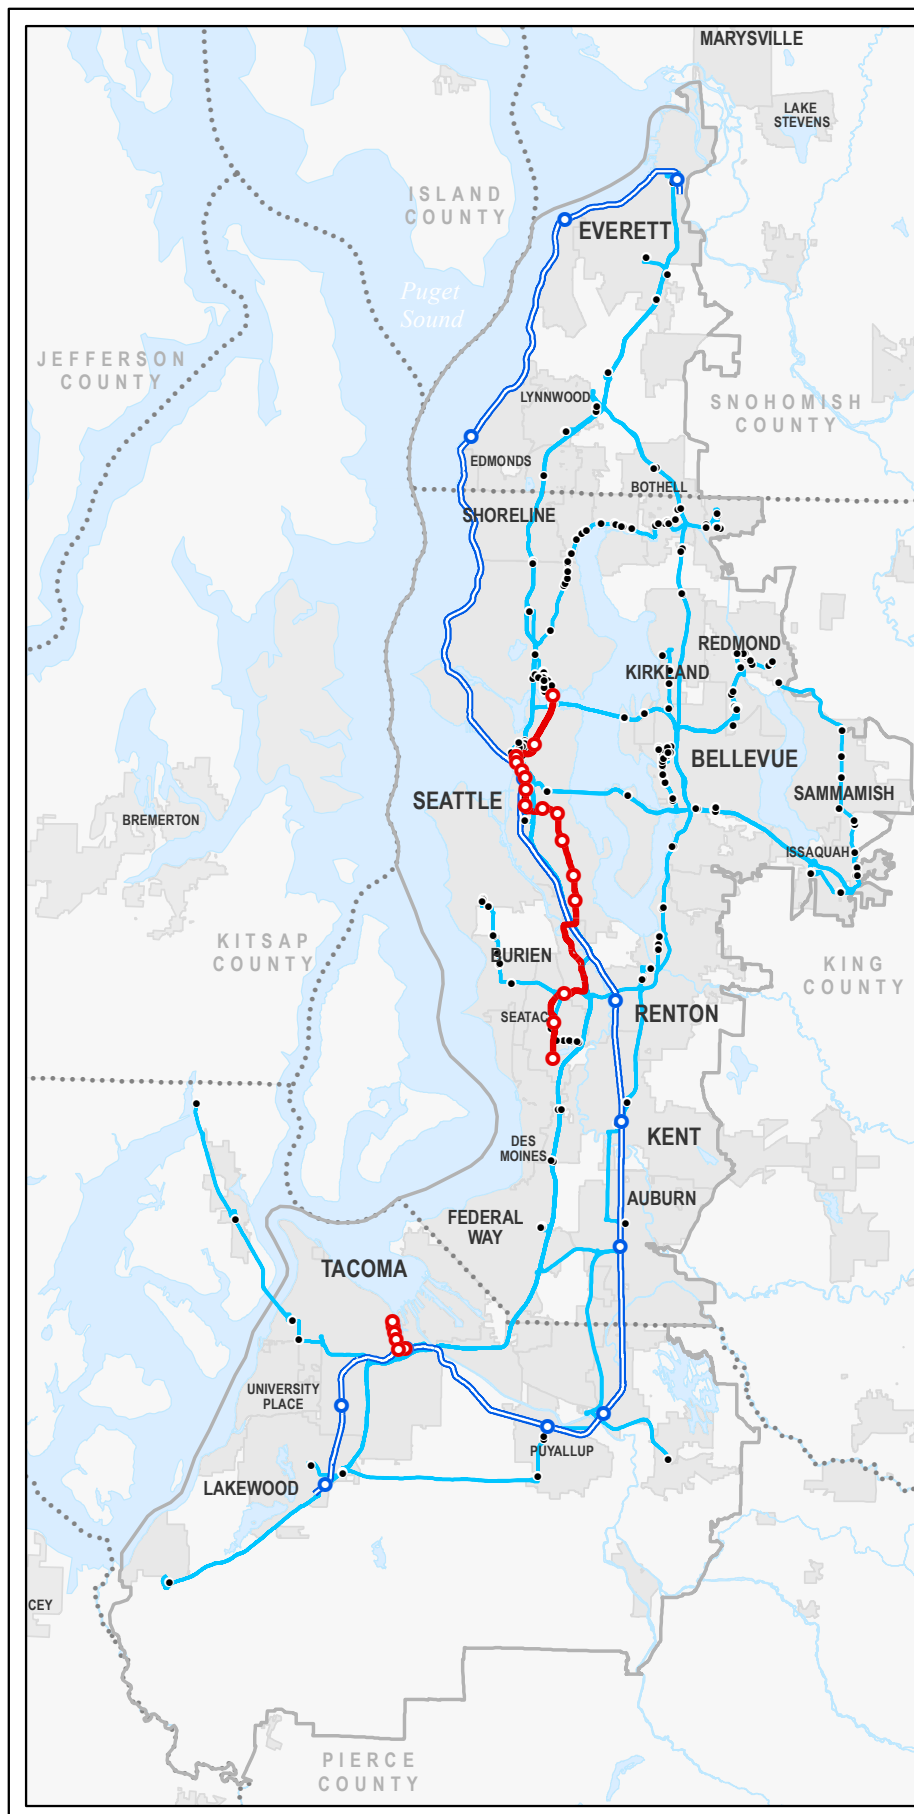 MARYSVILLE
LAKE
STEVENS
ISLAND
COUNTY
EVERETT
Puget
Sound
JEFFERSON
COUNTY
LYNNWOOD
SNOHOMISH
COUNTY
EDMONDS
BOTHELL
SHORELINE
REDMOND
KIRKLAND
BELLEVUE
SEATTLE
SAMMAMISH
BREMERTON
ISSAQUAH
KITSAP
COUNTY
BURIEN
KING
COUNTY
SEATAC
RENTON
KENT
DES
MOINES
AUBURN
FEDERAL
WAY
TACOMA
UNIVERSITY
PLACE
PUYALLUP
LAKEWOOD
CEY
PIERCE
COUNTY